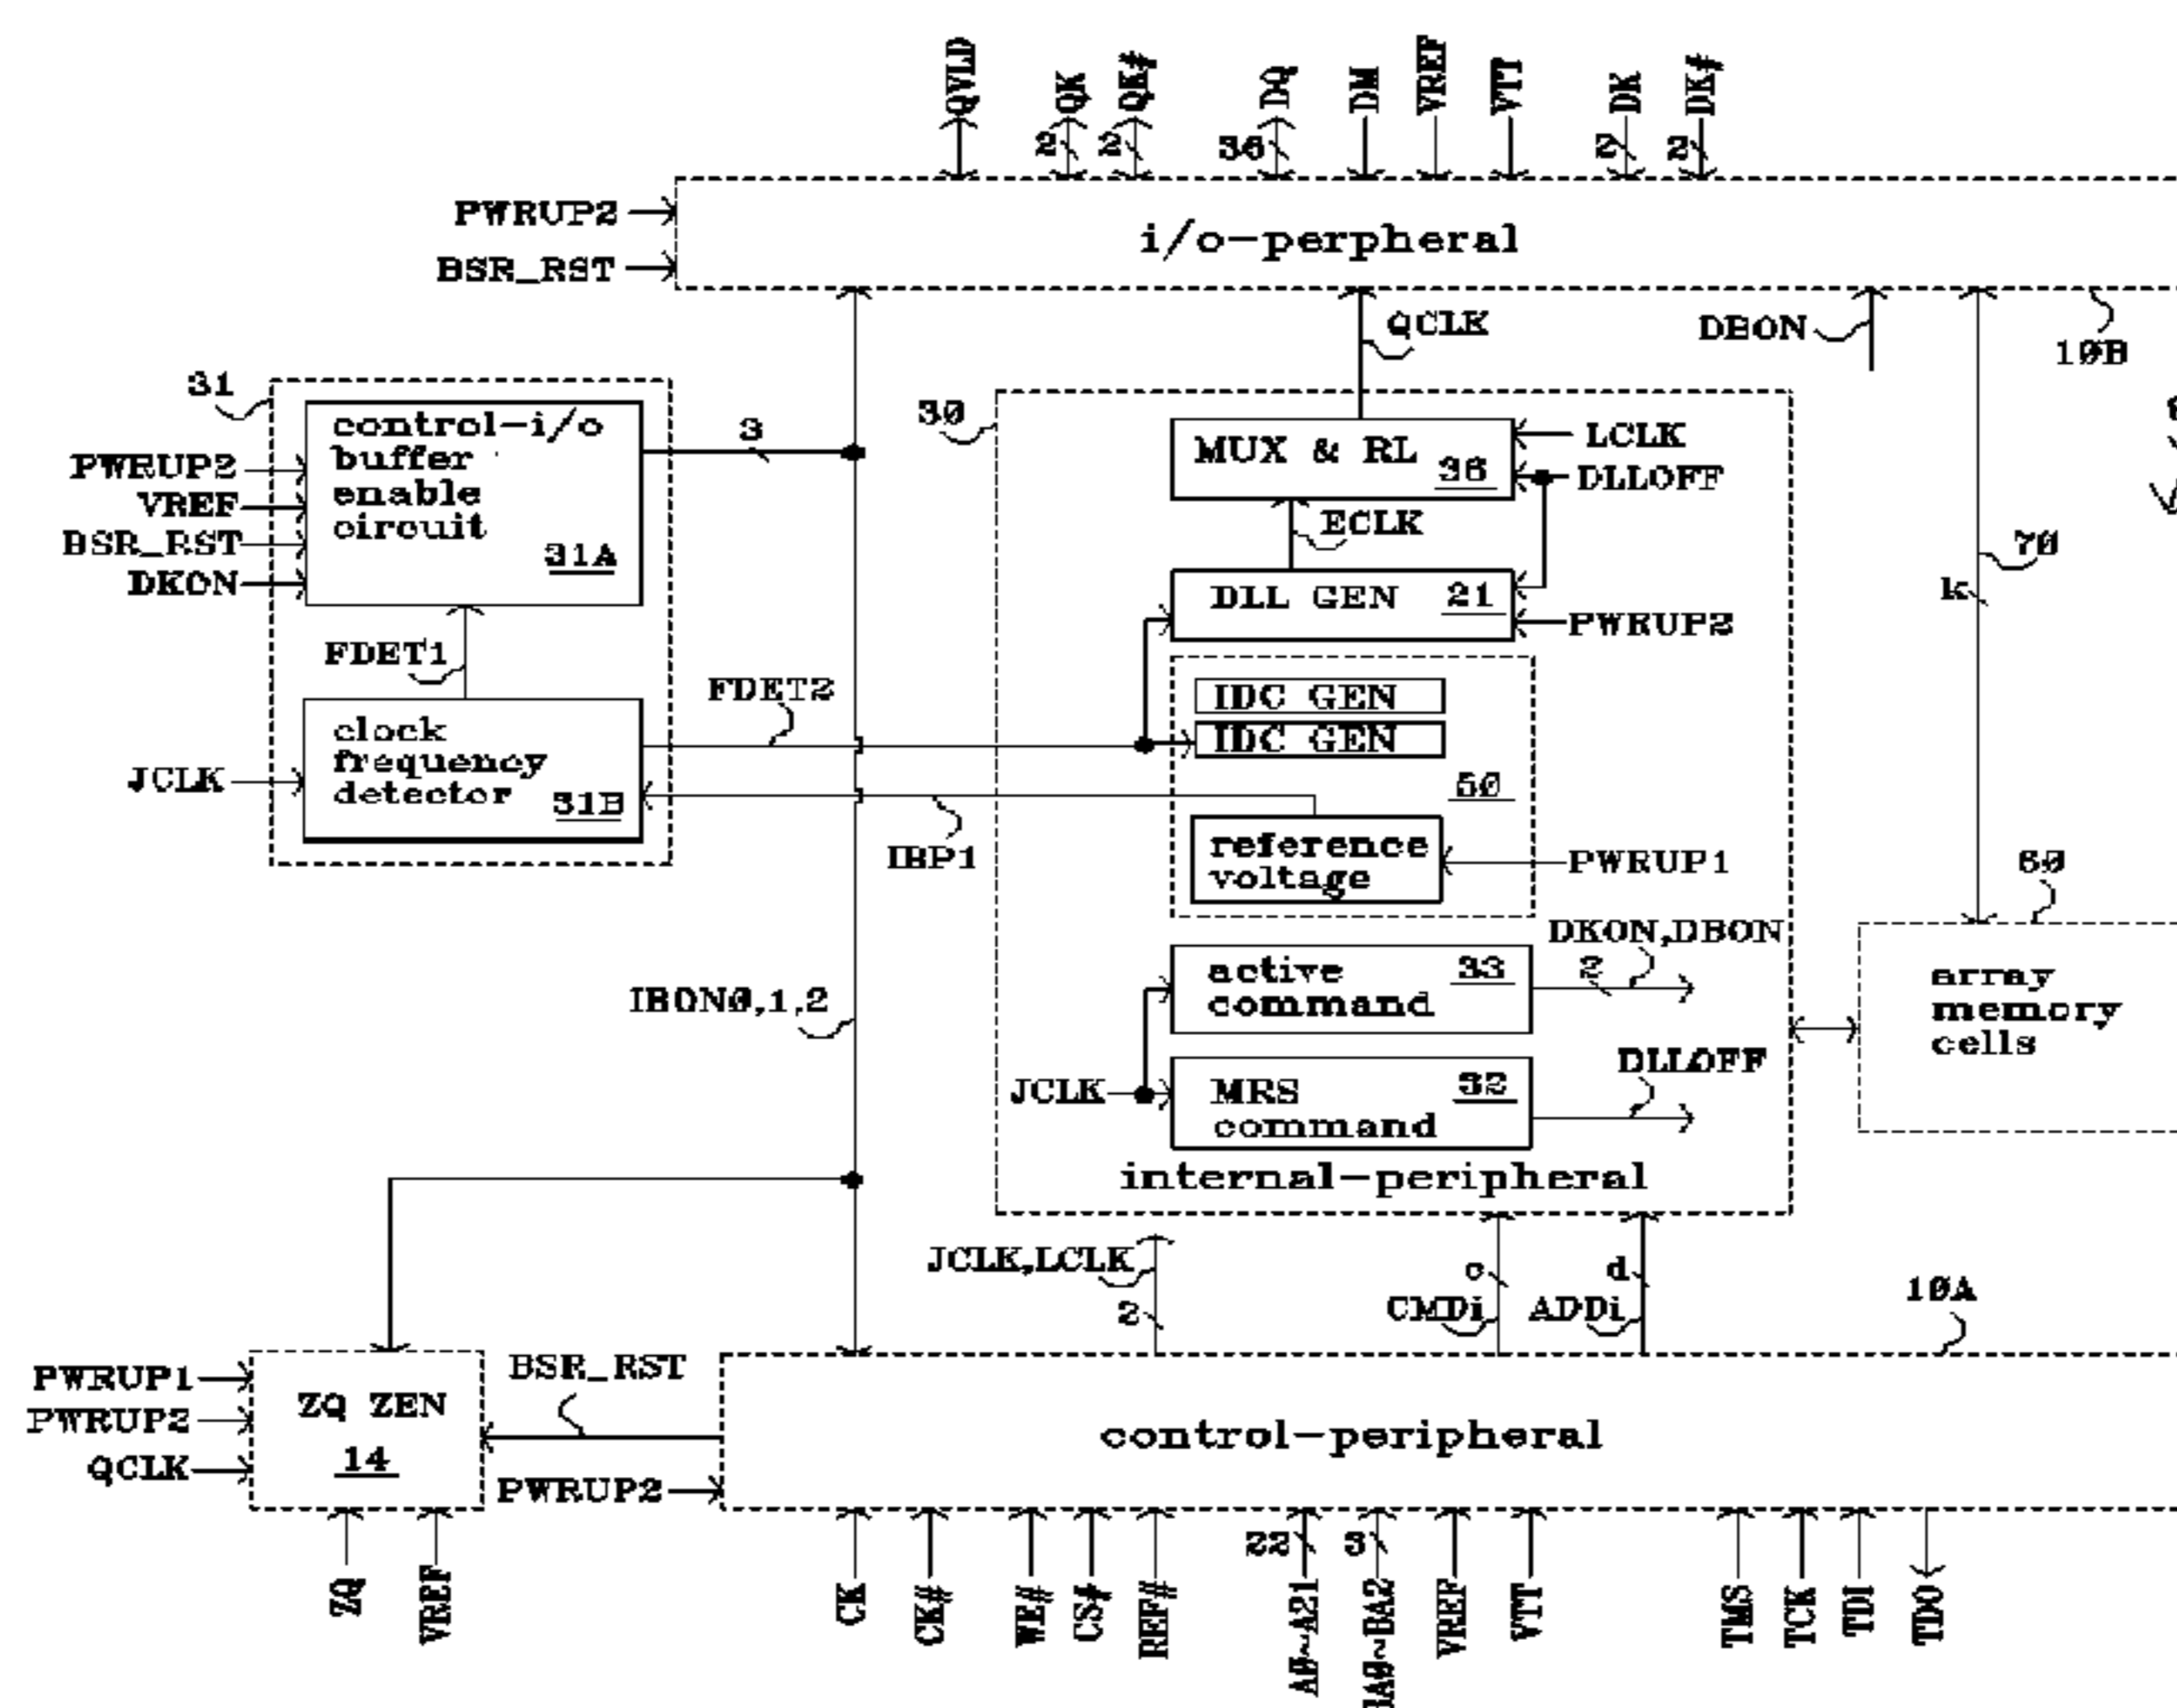 QVLD
QK
QK#
DQ
DM
VREF
VTT
DK
DK#
2
2
36
2
2
PWRUP2
BSR_RST
i/o-perpheral
QCLK
DBON
10B
31
control-i/o
buffer
enable
circuit
31A
3
PWRUP2
VREF
BSR_RST
DKON
30
MUX & RL
36
LCLK
DLLOFF
ECLK
DLL GEN
21
PWRUP2
70
k
FDET1
FDET2
clock
frequency
detector
31B
JCLK
IDC GEN
IDC GEN
50
IBP1
reference
voltage
PWRUP1
60
DKON,DBON
2
active
command
33
array
memory
cells
IBON0,1,2
DLLOFF
JCLK
MRS
command
32
internal-peripheral
JCLK,LCLK
2
c
CMDi
d
ADDi
10A
PWRUP1
PWRUP2
QCLK
ZQ ZEN
14
BSR_RST
PWRUP2
control-peripheral
22
3
ZQ
VREF
CK
CK#
WE#
CS#
REF#
A0~A21
BA0~BA2
VREF
VTT
TMS
TCK
TDI
TDO